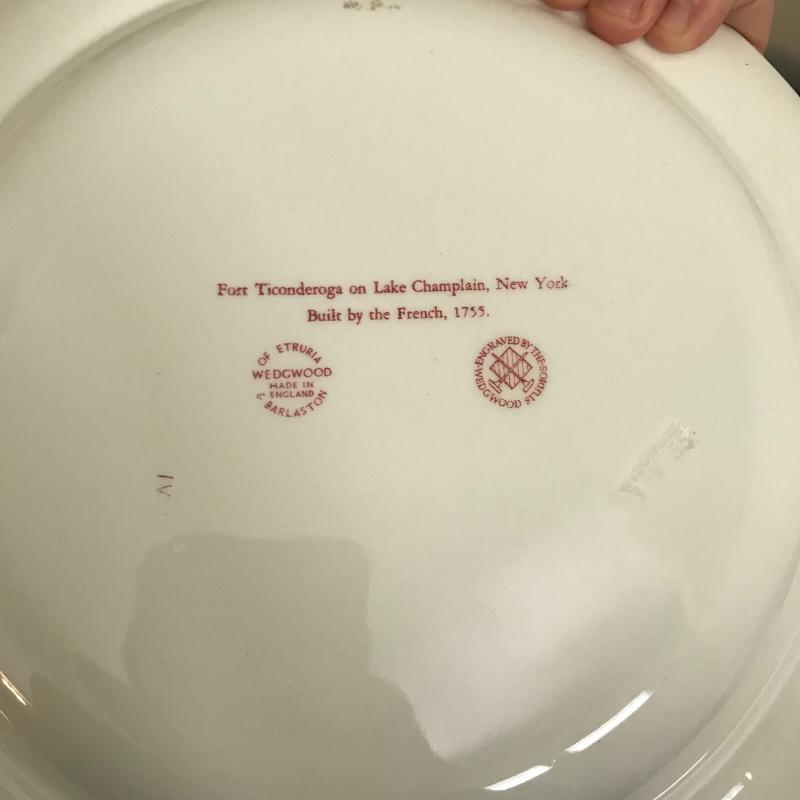 Fort Ticonderoga on Lake Champlain, New York.
Built by the French, 1755.
OF ETRURIA
WEDGWOOD
MADE IN
ENGLAND
& BARLASTON
ENGRAVED BY THE
WEDGWOOD STUDIOS